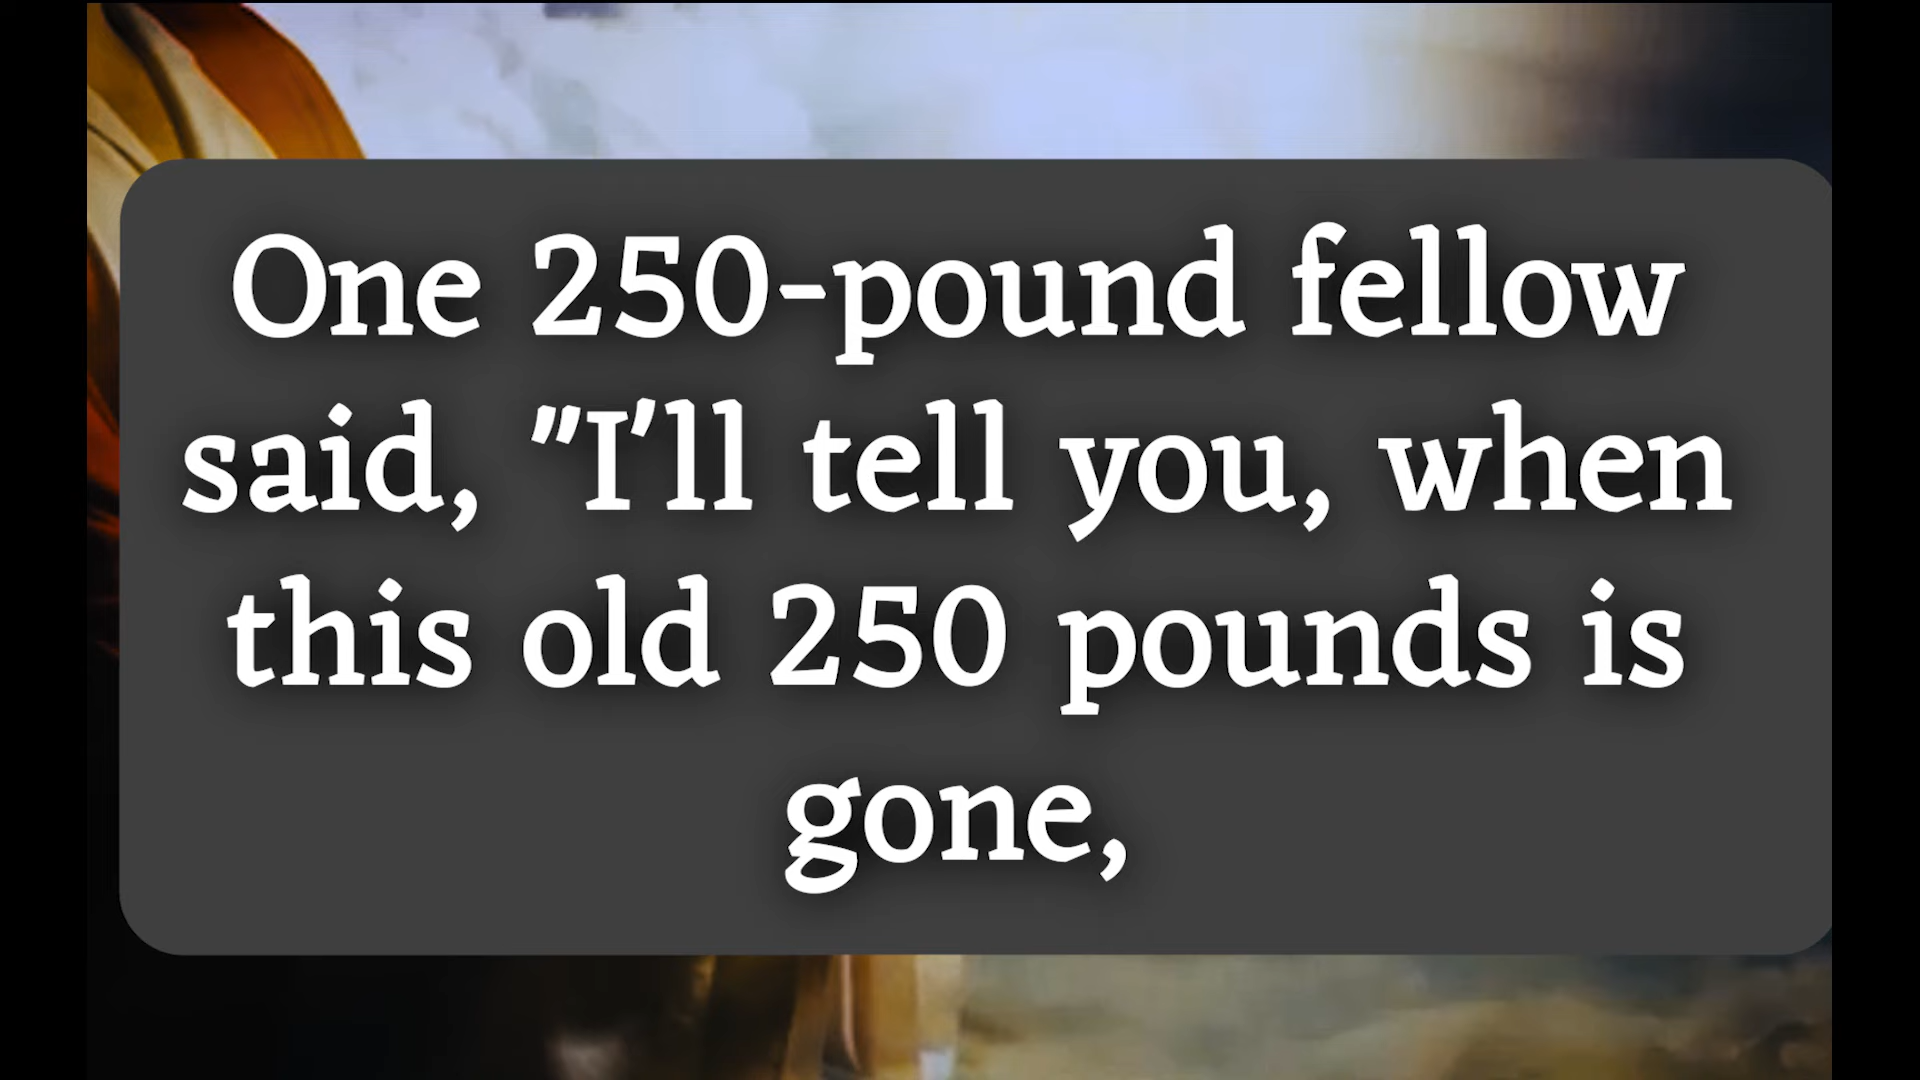 One 250-pound fellow
said, "I'll tell you, when
this old 250 pounds is
gone,